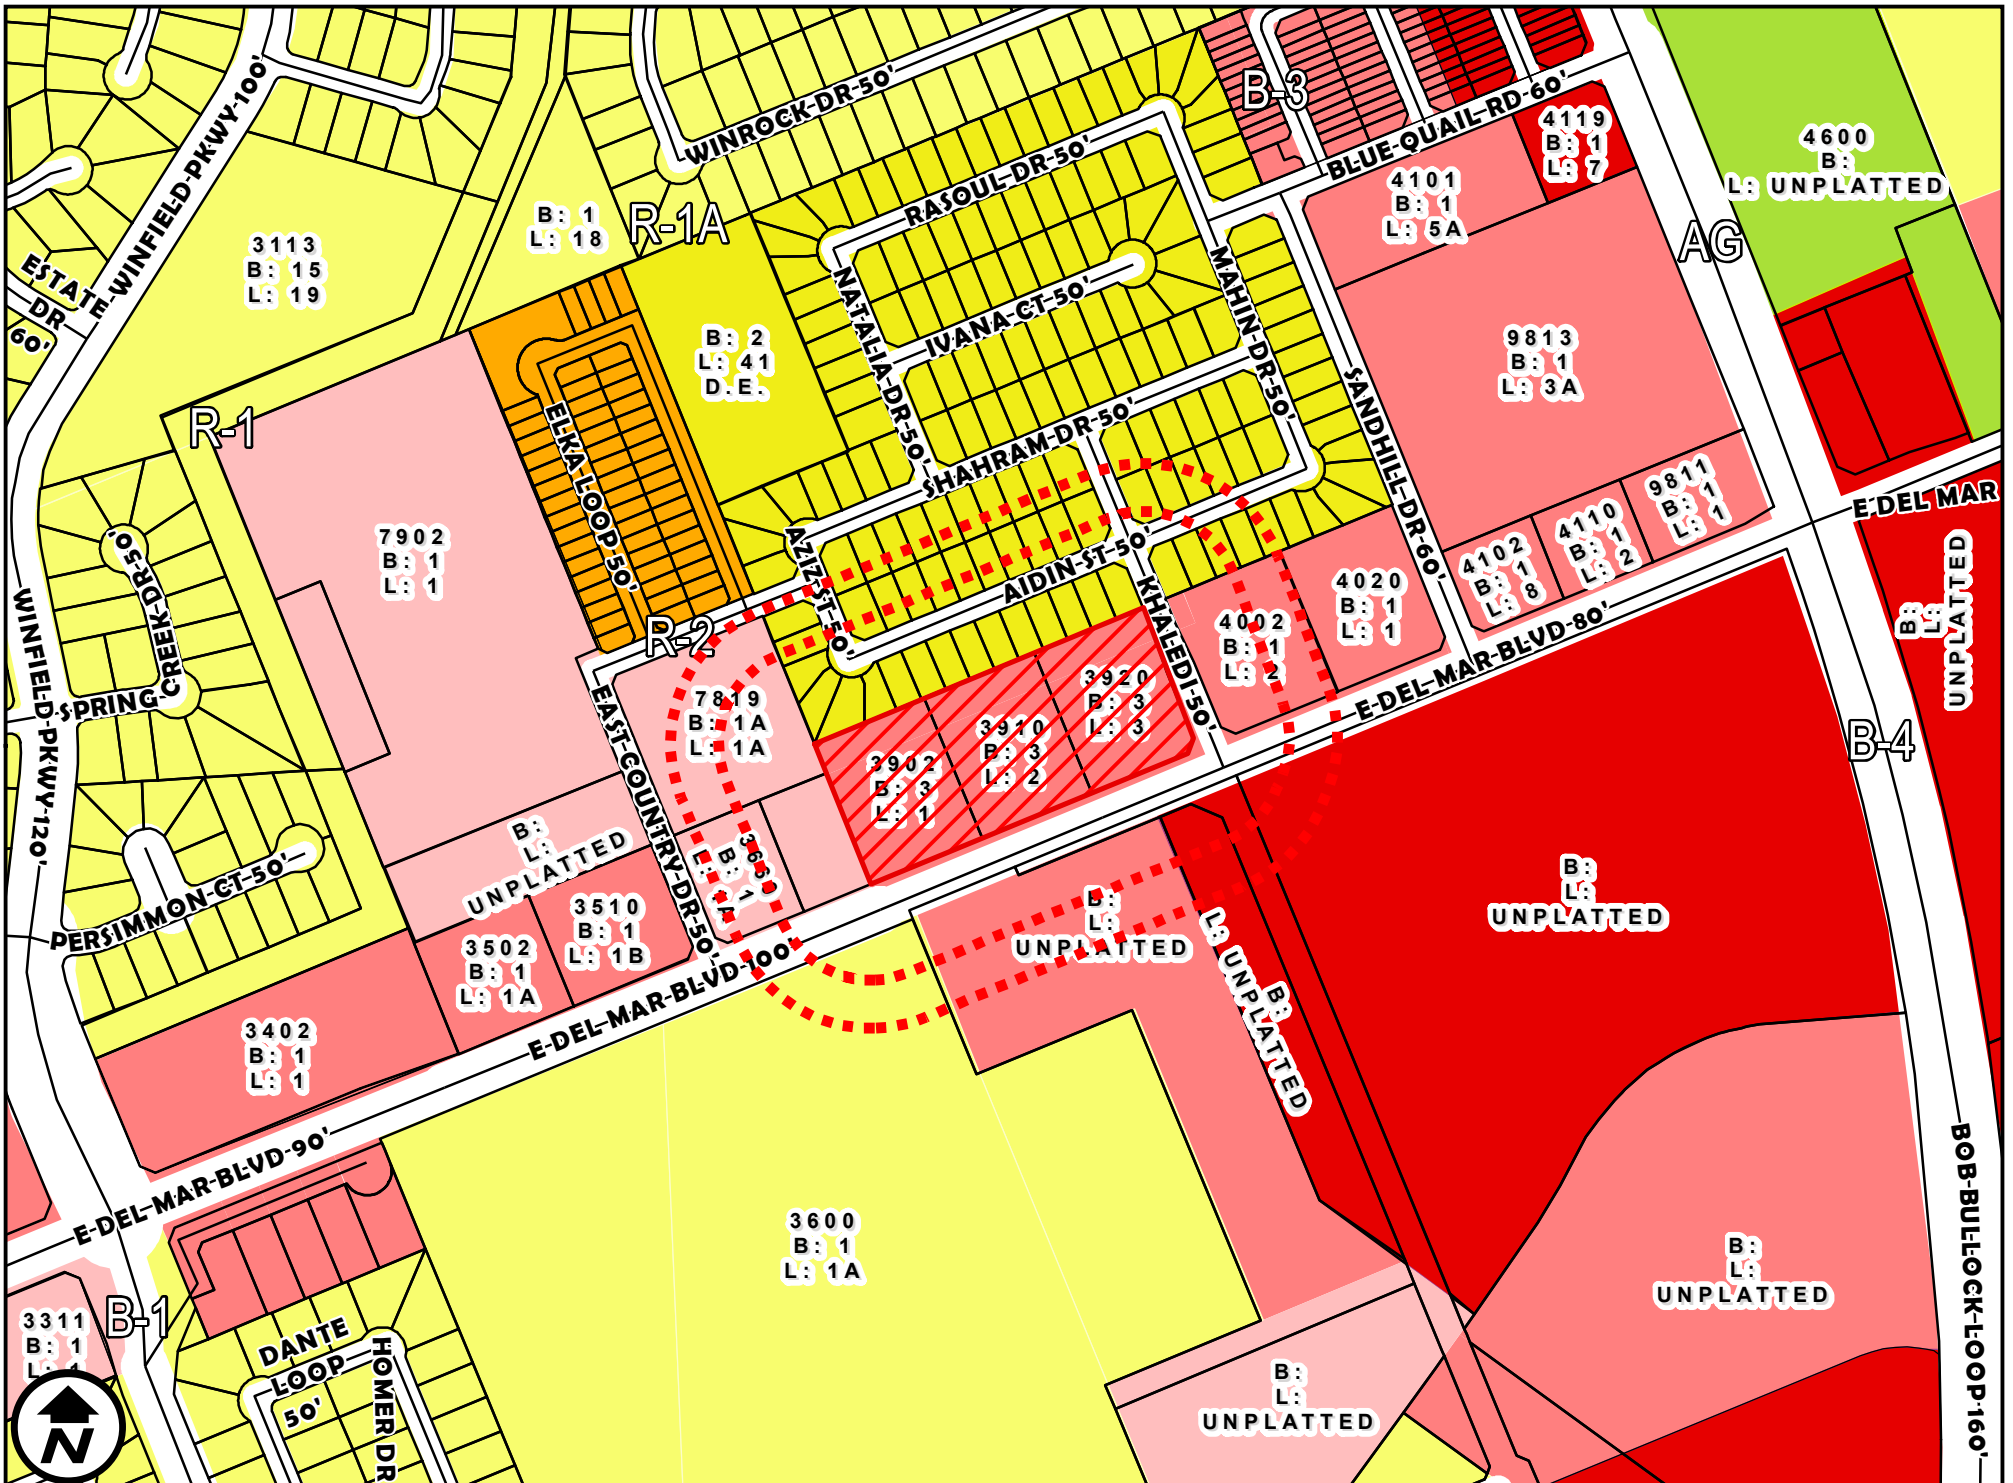 WINFIELD-PKWY-100'
WINROCK-DR-50'
B-3
BLUE-QUAIL-RD-60'
4119
B: 1
L: 7
4600
B:
L: UNPLATTED
4101
B: 1
L: 5A
RASOUL-DR-50'
B: 1
L: 18
R-1A
3113
B: 15
L: 19
ESTATE
DR
60'
AG
NATALIA-DR-50'
IVANA-CT-50'
MAHIN-DR-50'
B: 2
L: 41
D.E.
9813
B: 1
L: 3A
SANDHILL-DR-60'
R-1
ELKA LOOP-50'
SHAHRAM-DR-50'
9811
B: 1
L: 1
E-DEL MAR
4110
B: 1
L: 2
4102
B: 1
L: 8
7902
B: 1
L: 1
CREEK-DR-50'
SPRING
AZIZ-ST-50'
AIDIN-ST-50'
KHALEDI-50'
4020
B: 1
L: 1
4002
B: 1
L: 2
B:
L:
UNPLATTED
WINFIELD-PKWY-120'
R-2
E-DEL-MAR-BLVD-80'
7819
B: 1A
L: 1A
3920
B: 3
L: 3
3910
B: 3
L: 2
3902
B: 3
L: 1
B-4
EAST-COUNTRY-DR-50'
B:
L:
UNPLATTED
3660
B: 1
L: 1A
PERSIMMON-CT-50'
3510
B: 1
L: 1B
3502
B: 1
L: 1A
B:
L:
UNPLATTED
B:
L:
UNPLATTED
B:
L: UNPLATTED
E-DEL-MAR-BLVD-100'
3402
B: 1
L: 1
E-DEL-MAR-BLVD-90'
3600
B: 1
L: 1A
B:
L:
UNPLATTED
BOB-BULLOCK-LOOP-160'
3311
B: 1
L: 1
B-1
DANTE
LOOP
50'
HOMER DR
B:
L:
UNPLATTED
N